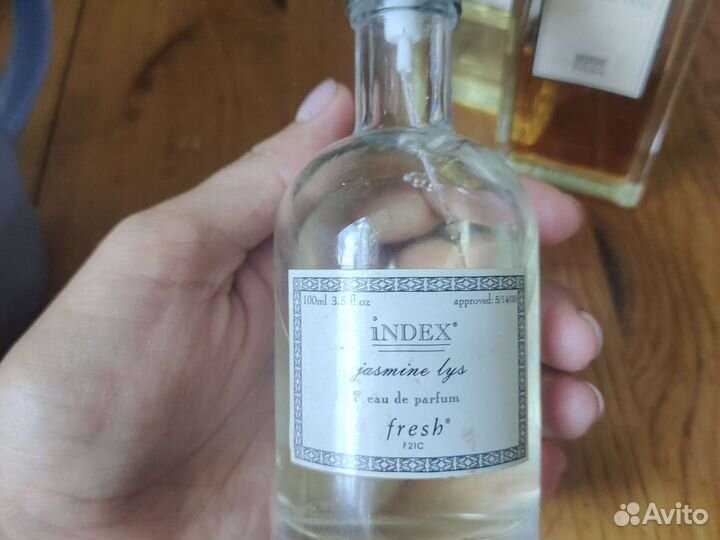 100ml 3.5 fl oz approved: 5/14/00
iNDEX®
jasmine lys
eau de parfum
fresh®
F21C
Avito